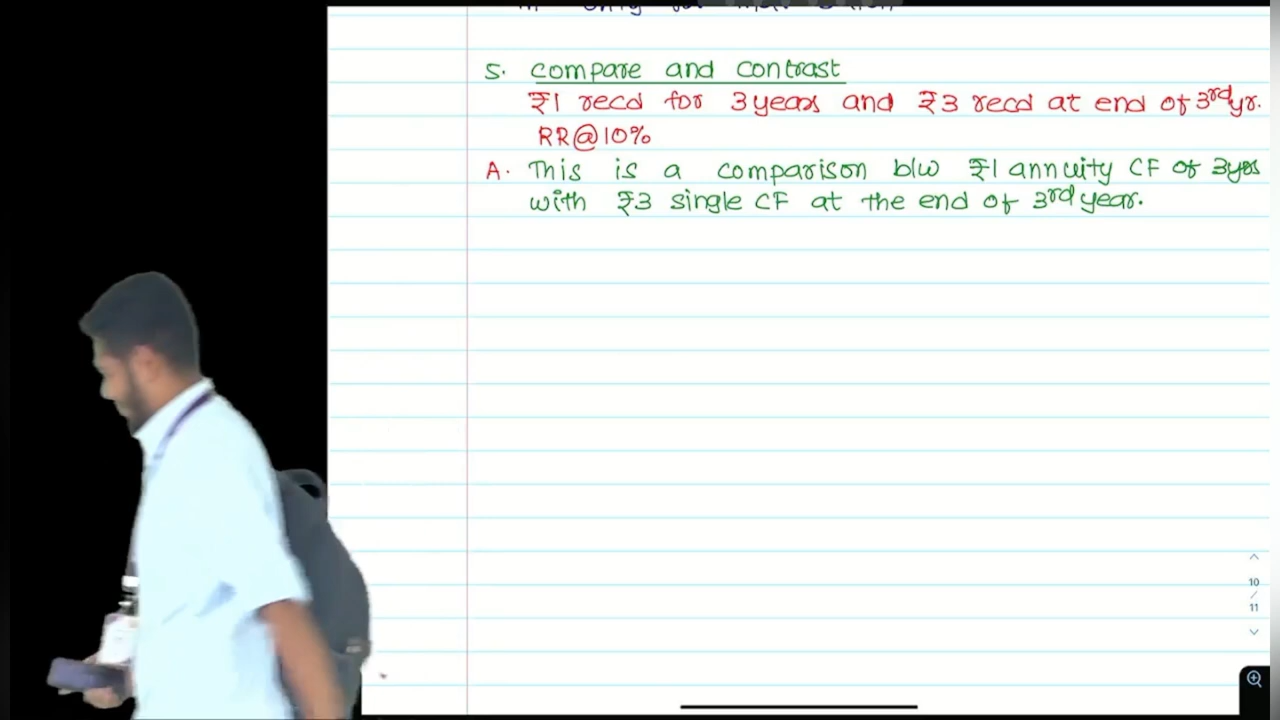 5. Compare and contrast
₹1 recd for 3 years and ₹3 recd at end of 3rd yr.
RR@10%
A. This is a comparison b/w ₹1 annuity CF of 3yrs
with ₹3 single CF at the end of 3rd year.
10
/
11